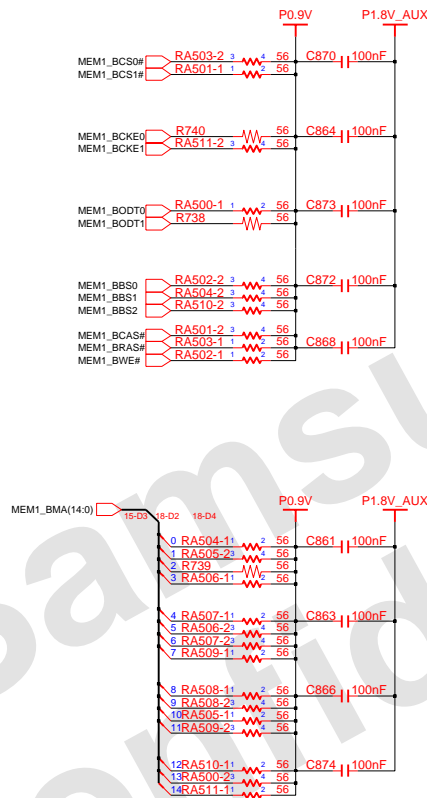 P0.9V P1.8V_AUX
MEM1_BCS0# RA503-2 3 4 56 C870 100nF
MEM1_BCS1# RA501-1 1 2 56
MEM1_BCKE0 R740 56 C864 100nF
MEM1_BCKE1 RA511-2 3 4 56
MEM1_BODT0 RA500-1 1 2 56 C873 100nF
MEM1_BODT1 R738 56
MEM1_BBS0 RA502-2 3 4 56 C872 100nF
MEM1_BBS1 RA504-2 3 4 56
MEM1_BBS2 RA510-2 3 4 56
MEM1_BCAS# RA501-2 3 4 56
MEM1_BRAS# RA503-1 1 2 56 C868 100nF
MEM1_BWE# RA502-1 1 2 56
P0.9V P1.8V_AUX
MEM1_BMA(14:0) 15-D3 18-D2 18-D4
0 RA504-1 1 2 56 C861 100nF
1 RA505-2 3 4 56
2 R739 56
3 RA506-1 1 2 56
4 RA507-1 1 2 56 C863 100nF
5 RA506-2 3 4 56
6 RA507-2 3 4 56
7 RA509-1 1 2 56
8 RA508-1 1 2 56 C866 100nF
9 RA508-2 3 4 56
10 RA505-1 1 2 56
11 RA509-2 3 4 56
12 RA510-1 1 2 56 C874 100nF
13 RA500-2 3 4 56
14 RA511-1 1 2 56